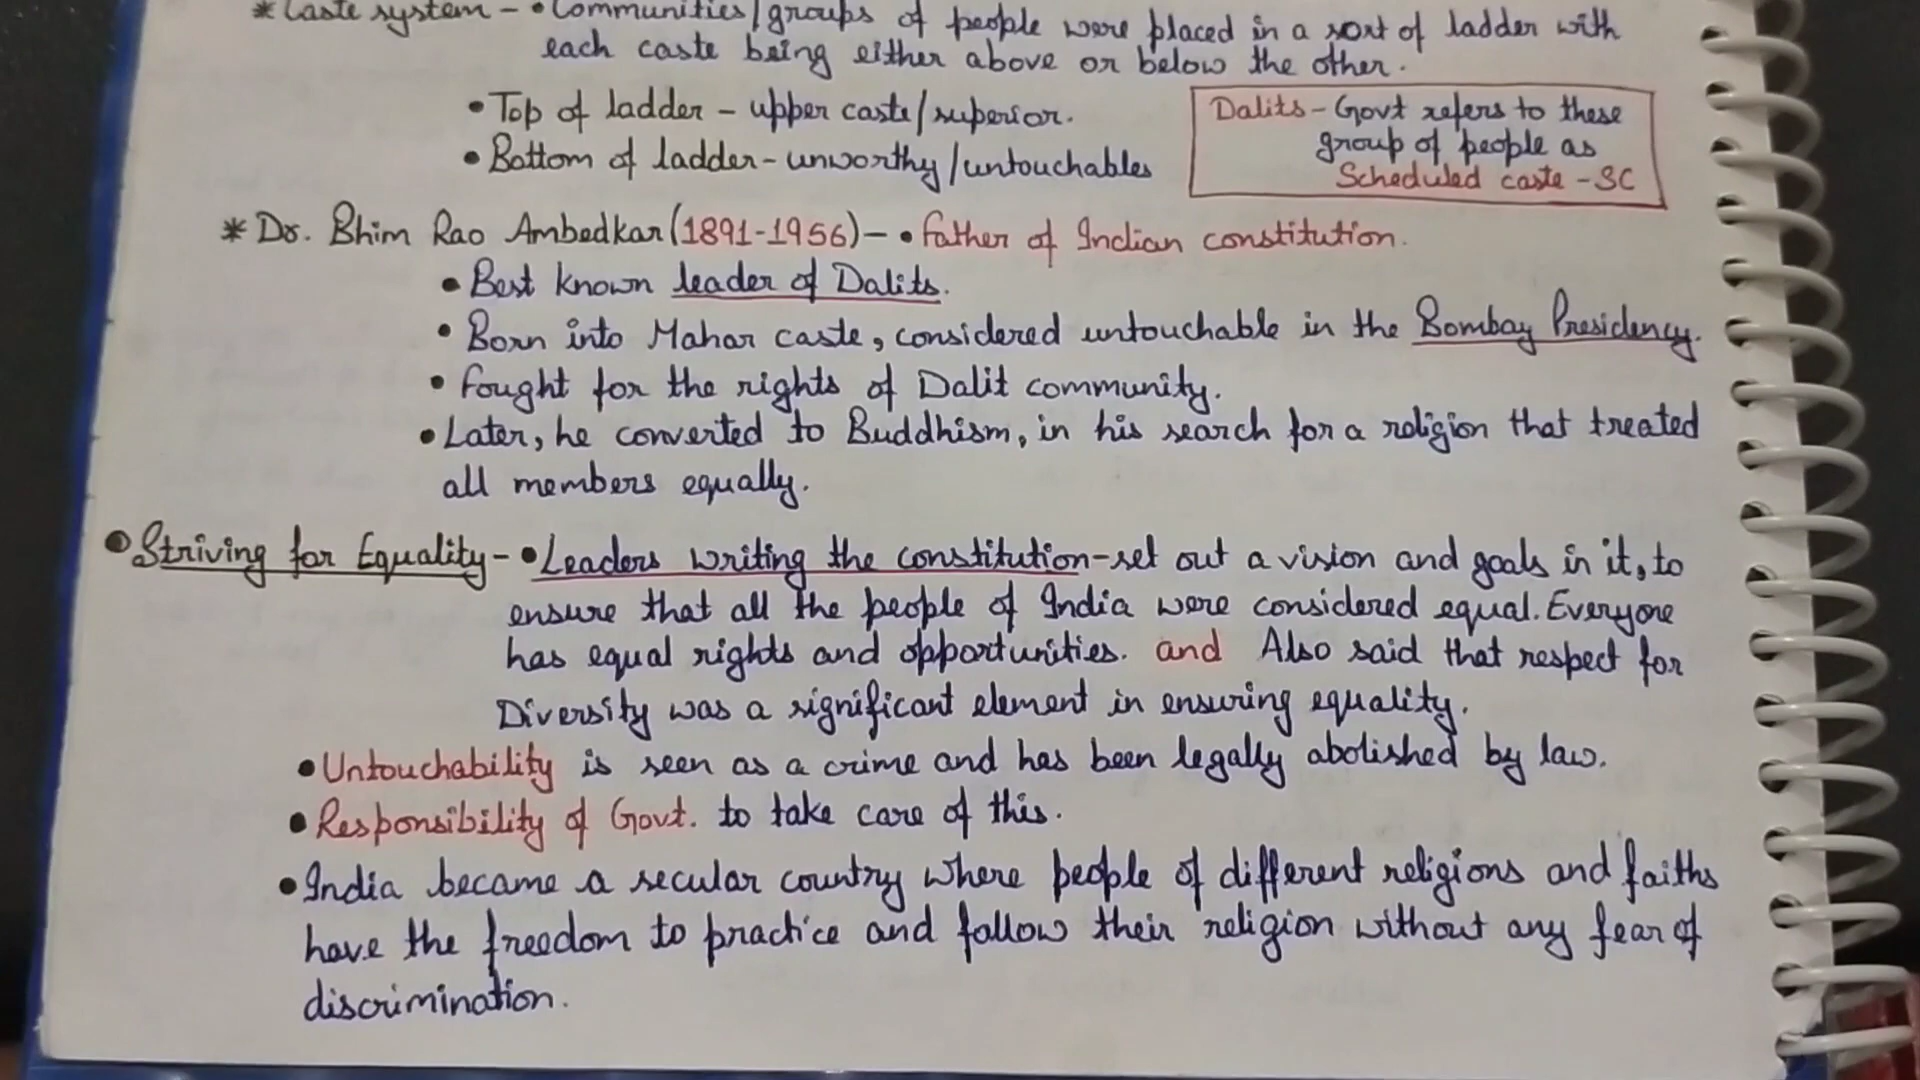 * Caste system - • Communities/groups of people were placed in a sort of ladder with
each caste being either above or below the other.
• Top of ladder - upper caste/superior.
• Bottom of ladder - unworthy/untouchables
Dalits - Govt refers to these
group of people as
Scheduled caste - SC
* Dr. Bhim Rao Ambedkar (1891-1956) - • Father of Indian constitution.
• Best known leader of Dalits.
• Born into Mahar caste, considered untouchable in the Bombay Presidency.
• Fought for the rights of Dalit community.
• Later, he converted to Buddhism, in his search for a religion that treated
all members equally.
• Striving for Equality - • Leaders writing the constitution - set out a vision and goals in it, to
ensure that all the people of India were considered equal. Everyone
has equal rights and opportunities. and Also said that respect for
Diversity was a significant element in ensuring equality.
• Untouchability is seen as a crime and has been legally abolished by law.
• Responsibility of Govt. to take care of this.
• India became a secular country where people of different religions and faiths
have the freedom to practice and follow their religion without any fear of
discrimination.